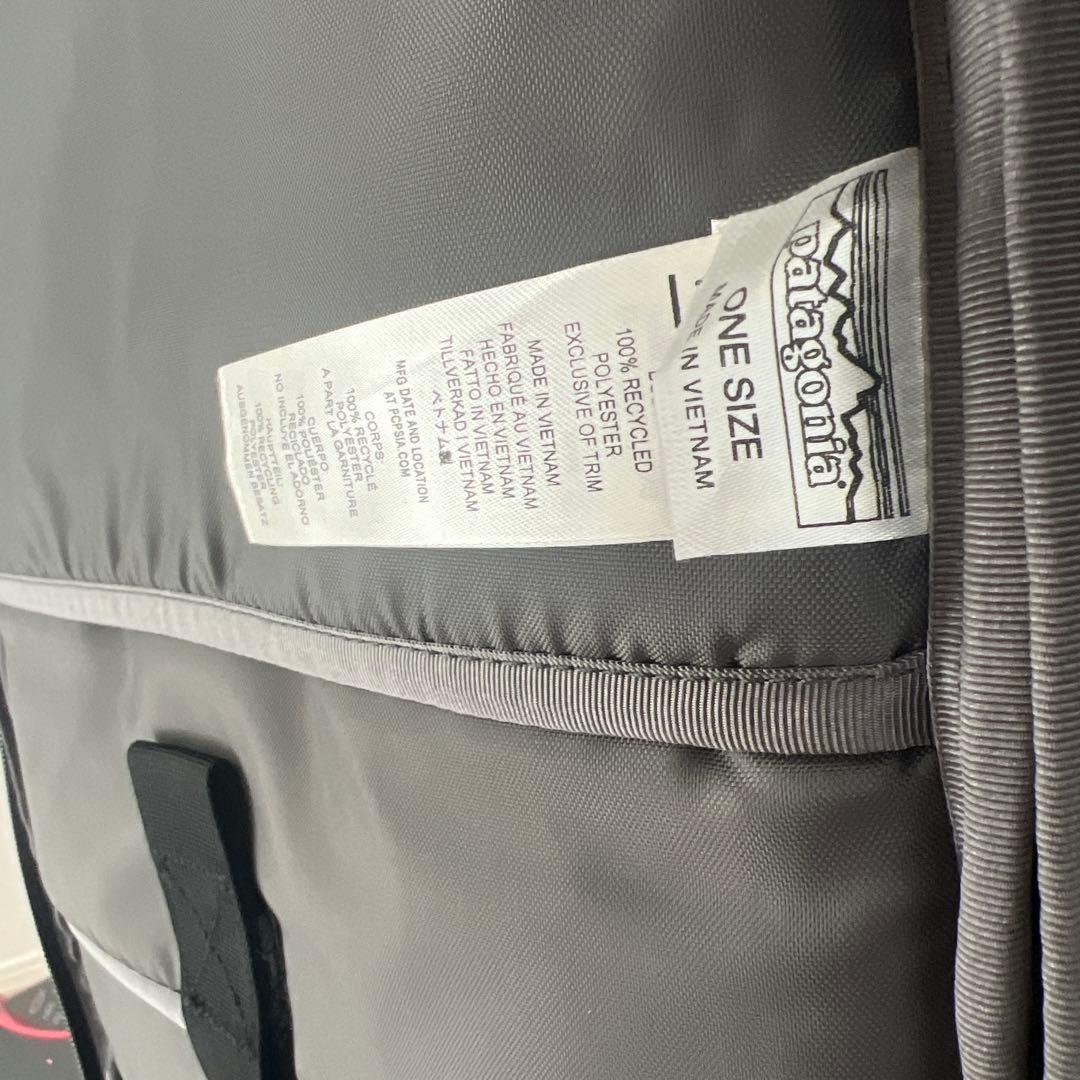 patagonia
ONE SIZE
MADE IN VIETNAM
100% RECYCLED
POLYESTER
EXCLUSIVE OF TRIM
MADE IN VIETNAM
FABRIQUÉ AU VIETNAM
HECHO EN VIETNAM
FATTO IN VIETNAM
TILLVERKAD I VIETNAM
ベトナム製
MFG DATE AND LOCATION
AT PCPSIA.COM
CORPS:
100% RECYCLÉ
POLYESTER
À PART LA GARNITURE
CUERPO
100% POLIÉSTER
RECICLADO
NO INCLUYE EL ADORNO
HAUPTTEIL:
100% RECYCLING
POLYESTER
AUSGENOMMEN BESATZ